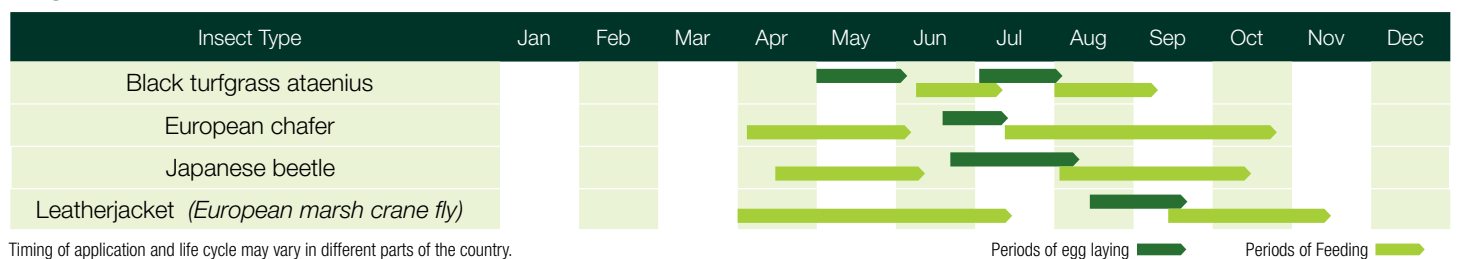 Insect Type Jan Feb Mar Apr May Jun Jul Aug Sep Oct Nov Dec
Black turfgrass ataenius
European chafer
Japanese beetle
Leatherjacket (European marsh crane fly)
Timing of application and life cycle may vary in different parts of the country. Periods of egg laying Periods of Feeding